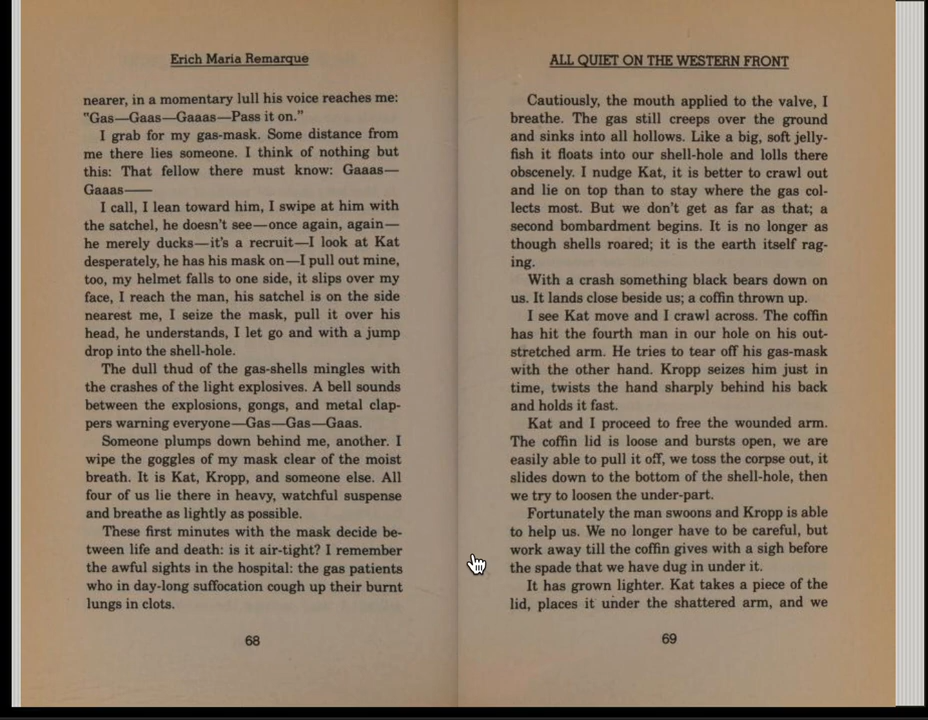 Erich Maria Remarque
nearer, in a momentary lull his voice reaches me:
"Gas—Gaas—Gaaas—Pass it on."
I grab for my gas-mask. Some distance from
me there lies someone. I think of nothing but
this: That fellow there must know: Gaaas—
Gaaas——
I call, I lean toward him, I swipe at him with
the satchel, he doesn't see—once again, again—
he merely ducks—it's a recruit—I look at Kat
desperately, he has his mask on—I pull out mine,
too, my helmet falls to one side, it slips over my
face, I reach the man, his satchel is on the side
nearest me, I seize the mask, pull it over his
head, he understands, I let go and with a jump
drop into the shell-hole.
The dull thud of the gas-shells mingles with
the crashes of the light explosives. A bell sounds
between the explosions, gongs, and metal clap-
pers warning everyone—Gas—Gas—Gaas.
Someone plumps down behind me, another. I
wipe the goggles of my mask clear of the moist
breath. It is Kat, Kropp, and someone else. All
four of us lie there in heavy, watchful suspense
and breathe as lightly as possible.
These first minutes with the mask decide be-
tween life and death: is it air-tight? I remember
the awful sights in the hospital: the gas patients
who in day-long suffocation cough up their burnt
lungs in clots.
68
ALL QUIET ON THE WESTERN FRONT
Cautiously, the mouth applied to the valve, I
breathe. The gas still creeps over the ground
and sinks into all hollows. Like a big, soft jelly-
fish it floats into our shell-hole and lolls there
obscenely. I nudge Kat, it is better to crawl out
and lie on top than to stay where the gas col-
lects most. But we don't get as far as that; a
second bombardment begins. It is no longer as
though shells roared; it is the earth itself rag-
ing.
With a crash something black bears down on
us. It lands close beside us; a coffin thrown up.
I see Kat move and I crawl across. The coffin
has hit the fourth man in our hole on his out-
stretched arm. He tries to tear off his gas-mask
with the other hand. Kropp seizes him just in
time, twists the hand sharply behind his back
and holds it fast.
Kat and I proceed to free the wounded arm.
The coffin lid is loose and bursts open, we are
easily able to pull it off, we toss the corpse out, it
slides down to the bottom of the shell-hole, then
we try to loosen the under-part.
Fortunately the man swoons and Kropp is able
to help us. We no longer have to be careful, but
work away till the coffin gives with a sigh before
the spade that we have dug in under it.
It has grown lighter. Kat takes a piece of the
lid, places it under the shattered arm, and we
69